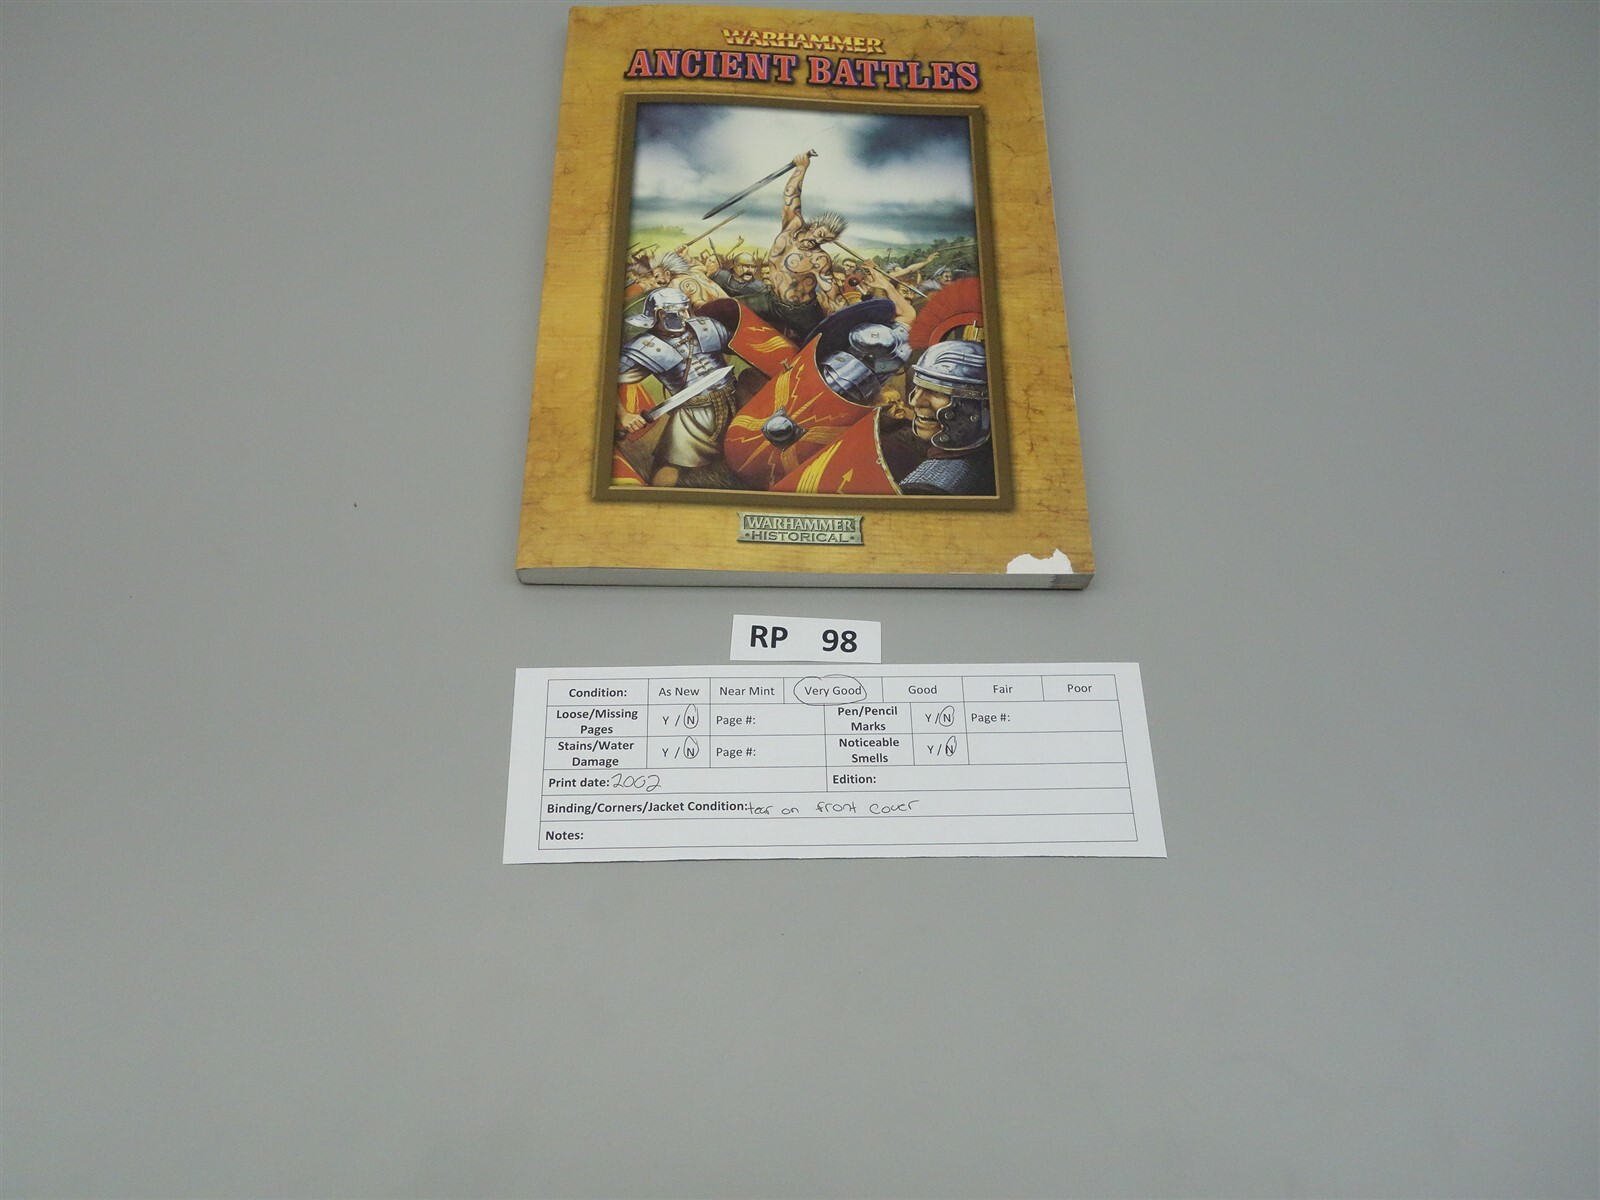 WARHAMMER
ANCIENT BATTLES
WARHAMMER
HISTORICAL
RP 98
Condition: As New Near Mint Very Good Good Fair Poor
Loose/Missing Pages Y / N Page #: Pen/Pencil Marks Y / N Page #:
Stains/Water Damage Y / N Page #: Noticeable Smells Y / N
Print date: 2002 Edition:
Binding/Corners/Jacket Condition: tear on front cover
Notes: